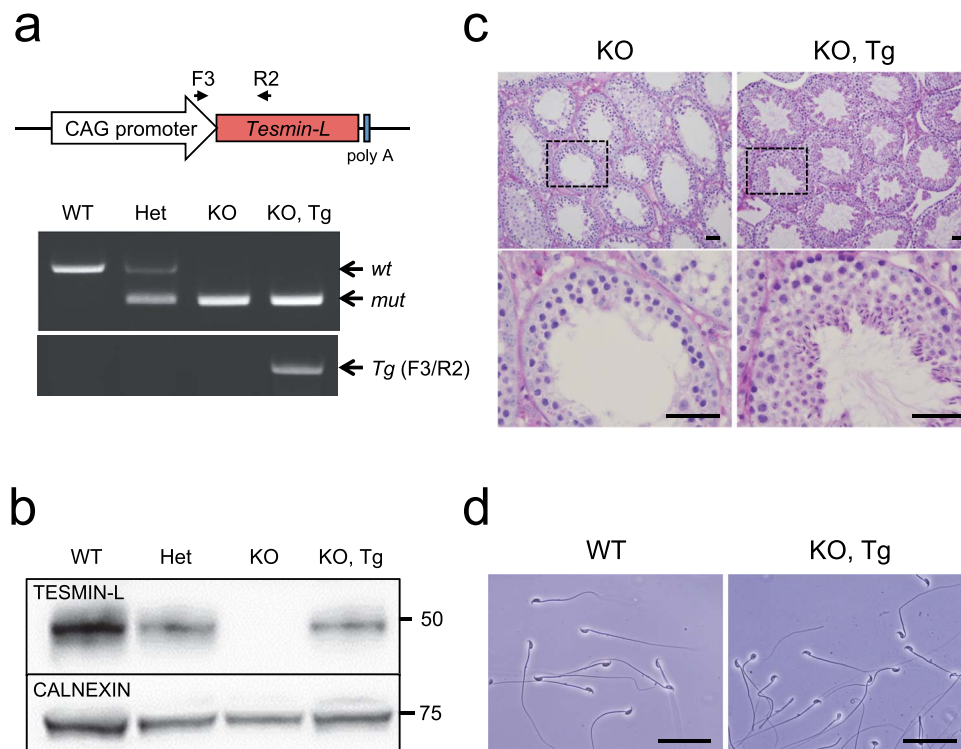 a
F3 R2
CAG promoter Tesmin-L
poly A
WT Het KO KO, Tg
wt
mut
Tg (F3/R2)
b
WT Het KO KO, Tg
TESMIN-L
50
CALNEXIN
75
c
KO KO, Tg
d
WT KO, Tg